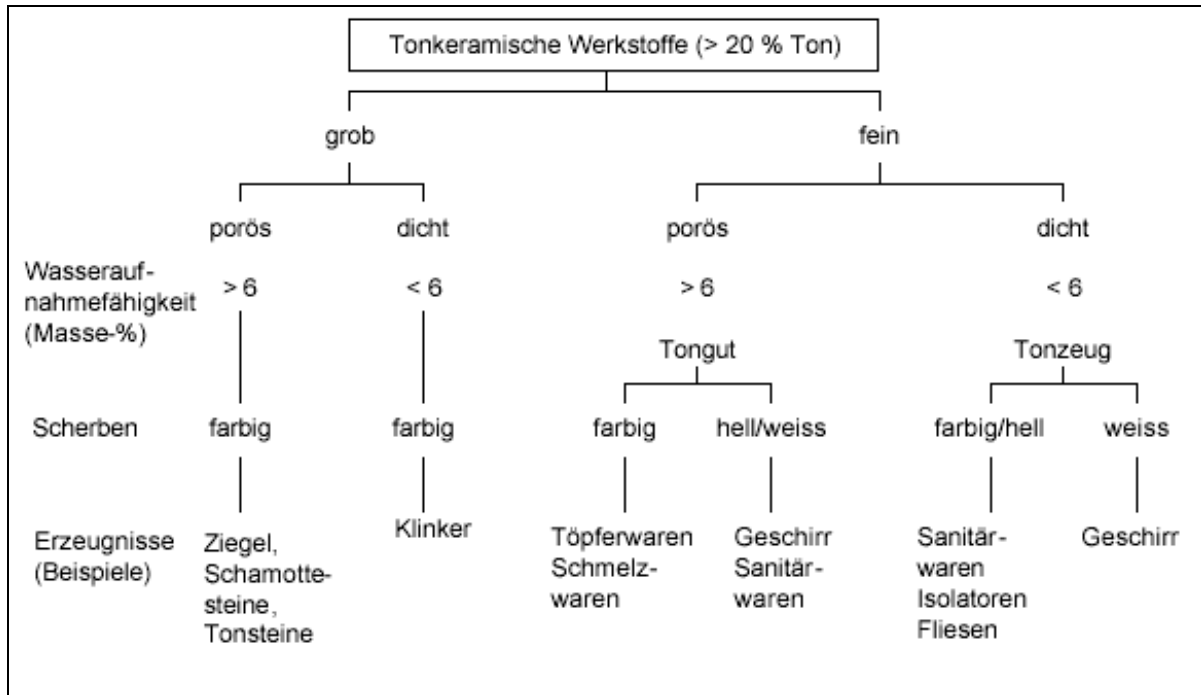 Tonkeramische Werkstoffe (> 20 % Ton)
grob fein
porös dicht porös dicht
Wasserauf-
nahmefähigkeit > 6 < 6 > 6 < 6
(Masse-%)
Tongut Tonzeug
Scherben farbig farbig farbig hell/weiss farbig/hell weiss
Erzeugnisse Ziegel, Klinker Töpferwaren Geschirr Sanitär- Geschirr
(Beispiele) Schamotte- Schmelz- Sanitär- waren
steine, waren waren Isolatoren
Tonsteine Fliesen